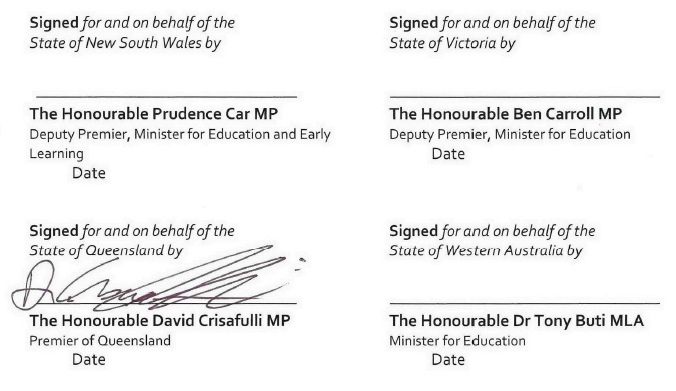 Signed for and on behalf of the
State of New South Wales by
The Honourable Prudence Car MP
Deputy Premier, Minister for Education and Early
Learning
Date
Signed for and on behalf of the
State of Victoria by
The Honourable Ben Carroll MP
Deputy Premier, Minister for Education
Date
Signed for and on behalf of the
State of Queensland by
The Honourable David Crisafulli MP
Premier of Queensland
Date
Signed for and on behalf of the
State of Western Australia by
The Honourable Dr Tony Buti MLA
Minister for Education
Date